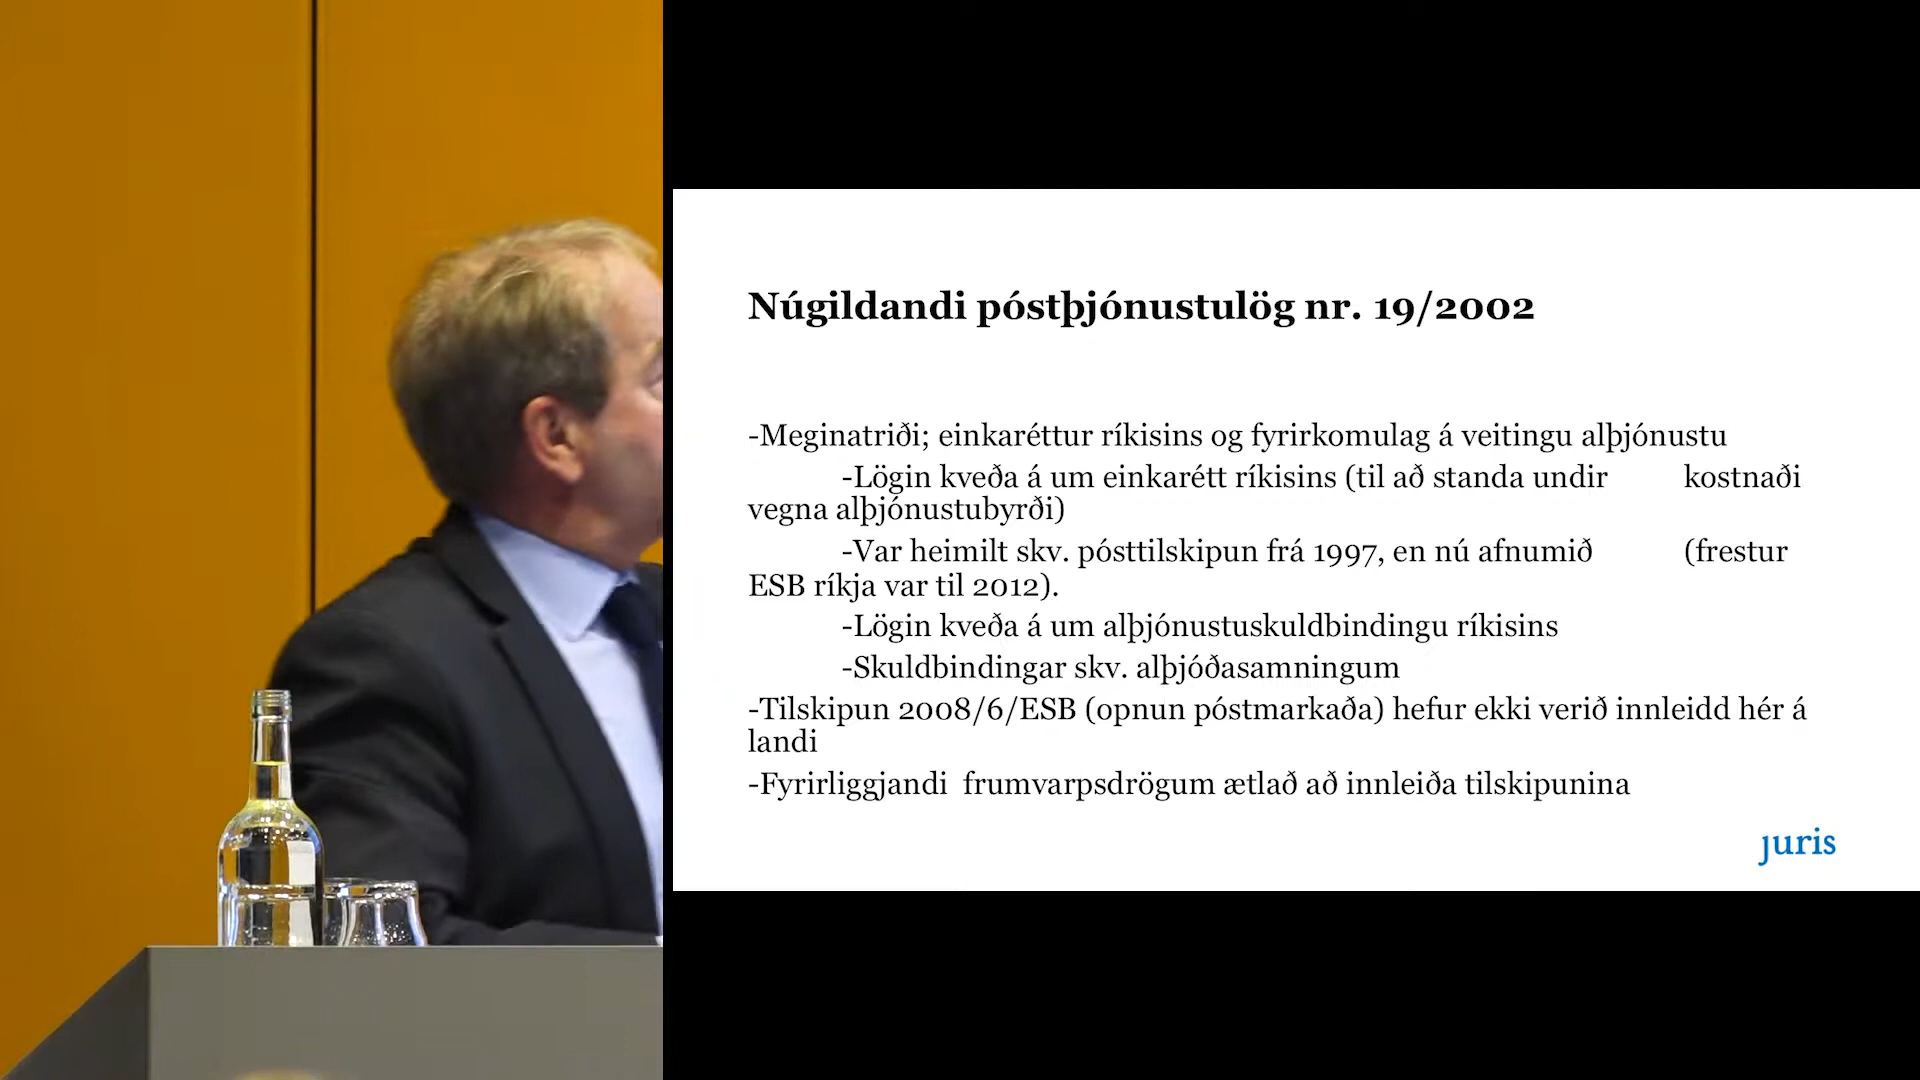 Núgildandi póstþjónustulög nr. 19/2002
-Meginatriði; einkaréttur ríkisins og fyrirkomulag á veitingu alþjónustu
-Lögin kveða á um einkarétt ríkisins (til að standa undir kostnaði
vegna alþjónustubyrði)
-Var heimilt skv. pósttilskipun frá 1997, en nú afnumið (frestur
ESB ríkja var til 2012).
-Lögin kveða á um alþjónustuskuldbindingu ríkisins
-Skuldbindingar skv. alþjóðasamningum
-Tilskipun 2008/6/ESB (opnun póstmarkaða) hefur ekki verið innleidd hér á
landi
-Fyrirliggjandi frumvarpsdrögum ætlað að innleiða tilskipunina
juris